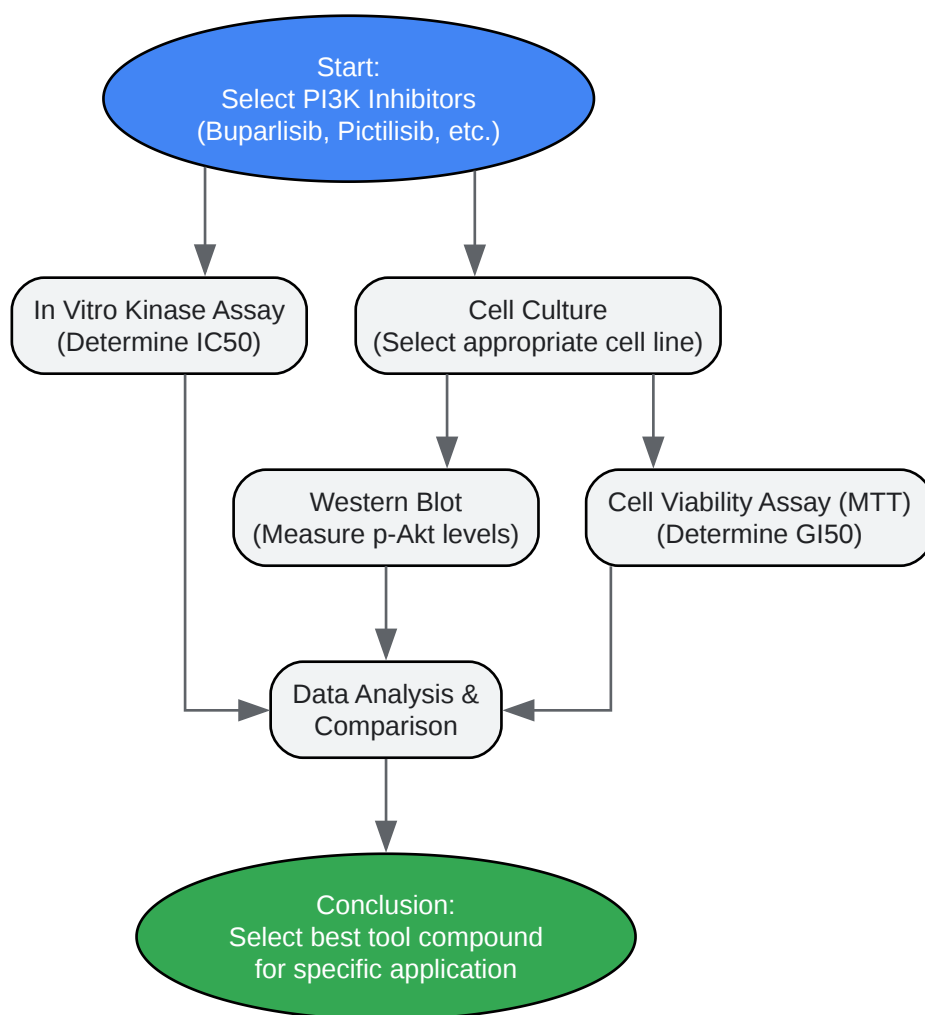 Start:
Select PI3K Inhibitors
(Buparlisib, Pictilisib, etc.)
In Vitro Kinase Assay
(Determine IC50)
Cell Culture
(Select appropriate cell line)
Western Blot
(Measure p-Akt levels)
Cell Viability Assay (MTT)
(Determine GI50)
Data Analysis &
Comparison
Conclusion:
Select best tool compound
for specific application